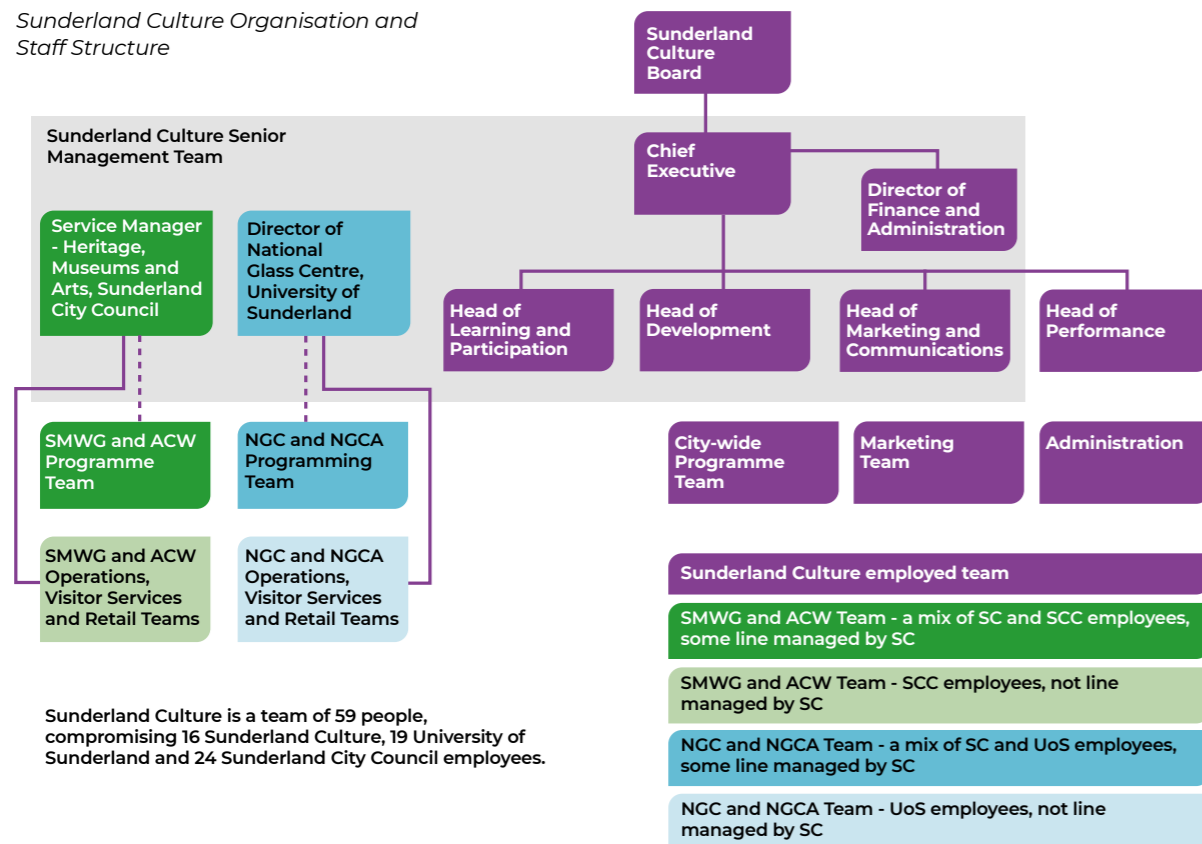 Sunderland Culture Organisation and
Staff Structure
Sunderland
Culture
Board
Sunderland Culture Senior
Management Team
Chief
Executive
Director of
Finance and
Administration
Service Manager
- Heritage,
Museums and
Arts, Sunderland
City Council
Director of
National
Glass Centre,
University of
Sunderland
Head of
Learning and
Participation
Head of
Development
Head of
Marketing and
Communications
Head of
Performance
SMWG and ACW
Programme
Team
NGC and NGCA
Programming
Team
City-wide
Programme
Team
Marketing
Team
Administration
SMWG and ACW
Operations,
Visitor Services
and Retail Teams
NGC and NGCA
Operations,
Visitor Services
and Retail Teams
Sunderland Culture employed team
SMWG and ACW Team - a mix of SC and SCC employees,
some line managed by SC
SMWG and ACW Team - SCC employees, not line
managed by SC
NGC and NGCA Team - a mix of SC and UoS employees,
some line managed by SC
NGC and NGCA Team - UoS employees, not line
managed by SC
Sunderland Culture is a team of 59 people,
compromising 16 Sunderland Culture, 19 University of
Sunderland and 24 Sunderland City Council employees.